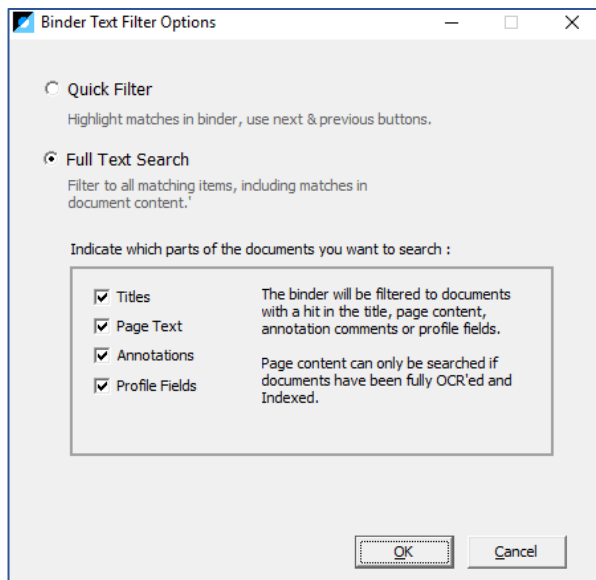 Binder Text Filter Options
Quick Filter
Highlight matches in binder, use next & previous buttons.
Full Text Search
Filter to all matching items, including matches in
document content.'
Indicate which parts of the documents you want to search :
Titles
Page Text
Annotations
Profile Fields
The binder will be filtered to documents
with a hit in the title, page content,
annotation comments or profile fields.
Page content can only be searched if
documents have been fully OCR'ed and
Indexed.
OK
Cancel